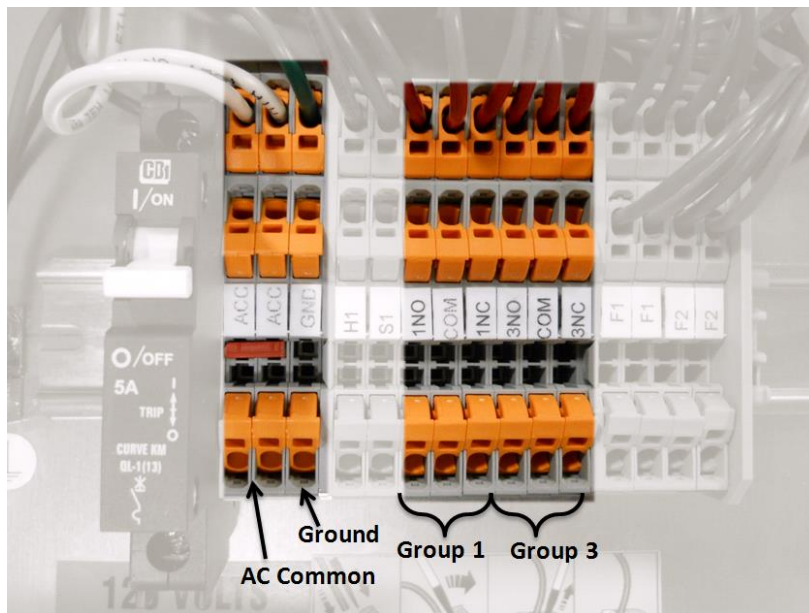 CB1
I/ON
ACC
ACC
GND
H1
S1
1NO
COM
1NC
3NO
COM
3NC
F1
F1
F2
F2
O/OFF
5A
I
TRIP
O
CURVE KM
QL-1(13)
Ground
AC Common
Group 1
Group 3
120 VOLTS